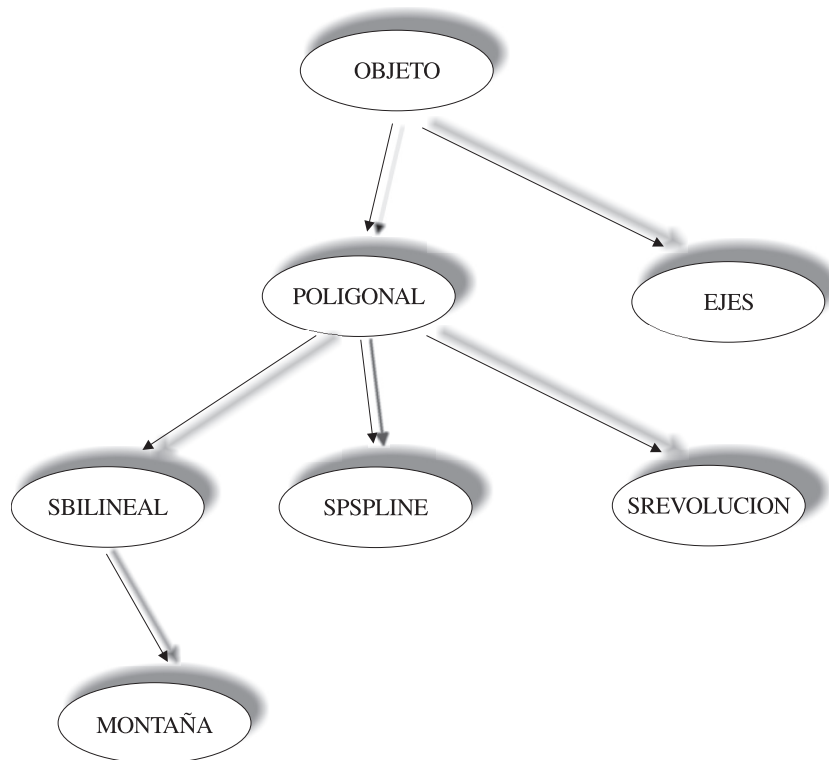 OBJETO
POLIGONAL
EJES
SBILINEAL
SPSPLINE
SREVOLUCION
MONTAÑA